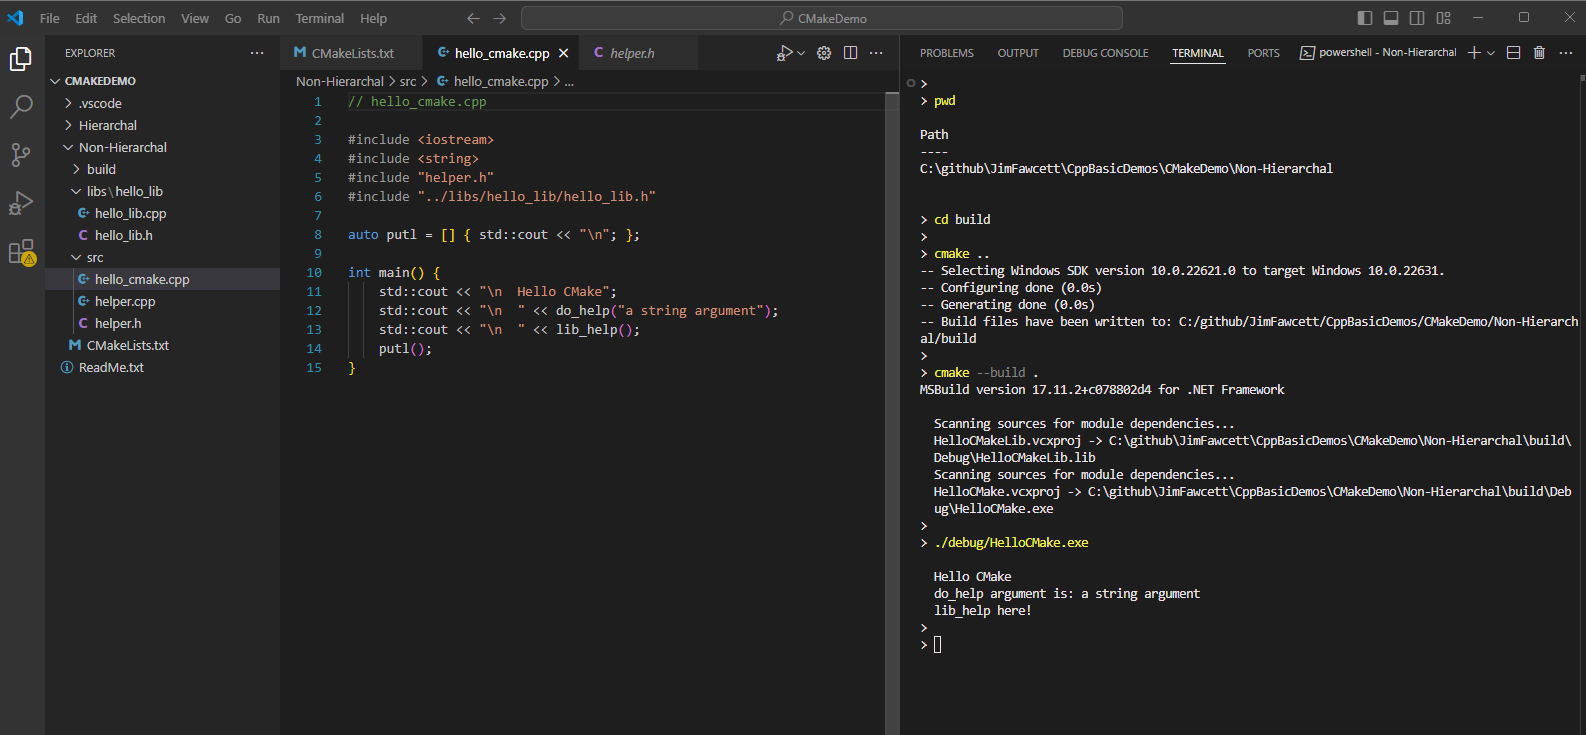 File Edit Selection View Go Run Terminal Help
CMakeDemo
EXPLORER
CMAKEDEMO
.vscode
Hierarchal
Non-Hierarchal
build
libs\hello_lib
hello_lib.cpp
hello_lib.h
src
hello_cmake.cpp
helper.cpp
helper.h
CMakeLists.txt
ReadMe.txt
CMakeLists.txt hello_cmake.cpp helper.h
Non-Hierarchal > src > hello_cmake.cpp > ...
1 // hello_cmake.cpp
2
3 #include <iostream>
4 #include <string>
5 #include "helper.h"
6 #include "../libs/hello_lib/hello_lib.h"
7
8 auto putl = [] { std::cout << "\n"; };
9
10 int main() {
11 std::cout << "\n  Hello CMake";
12 std::cout << "\n  " << do_help("a string argument");
13 std::cout << "\n  " << lib_help();
14 putl();
15 }
PROBLEMS OUTPUT DEBUG CONSOLE TERMINAL PORTS powershell - Non-Hierarchal
>
> pwd
Path
----
C:\github\JimFawcett\CppBasicDemos\CMakeDemo\Non-Hierarchal
> cd build
>
> cmake ..
-- Selecting Windows SDK version 10.0.22621.0 to target Windows 10.0.22631.
-- Configuring done (0.0s)
-- Generating done (0.0s)
-- Build files have been written to: C:/github/JimFawcett/CppBasicDemos/CMakeDemo/Non-Hierarch
al/build
>
> cmake --build .
MSBuild version 17.11.2+c078802d4 for .NET Framework
Scanning sources for module dependencies...
HelloCMakeLib.vcxproj -> C:\github\JimFawcett\CppBasicDemos\CMakeDemo\Non-Hierarchal\build\
Debug\HelloCMakeLib.lib
Scanning sources for module dependencies...
HelloCMake.vcxproj -> C:\github\JimFawcett\CppBasicDemos\CMakeDemo\Non-Hierarchal\build\Deb
ug\HelloCMake.exe
>
> ./debug/HelloCMake.exe
Hello CMake
do_help argument is: a string argument
lib_help here!
>
>